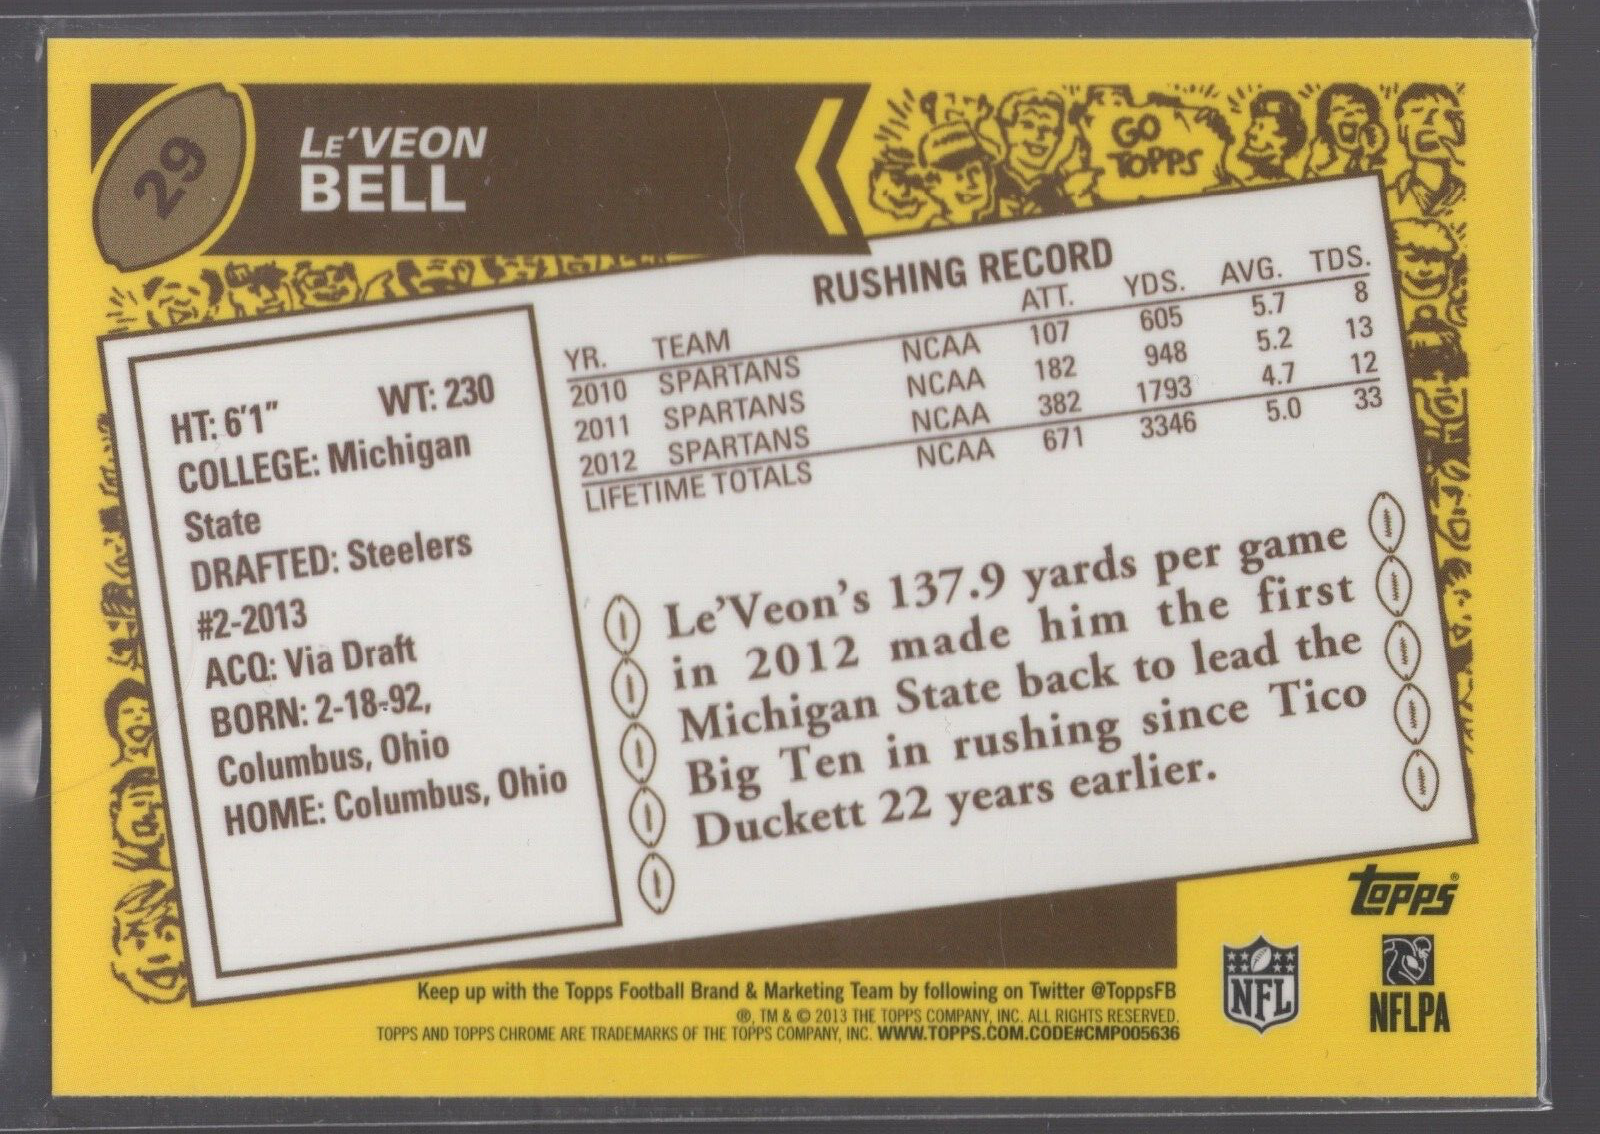 29
LE'VEON
BELL
GO
TOPPS
RUSHING RECORD
YR. TEAM ATT. YDS. AVG. TDS.
2010 SPARTANS NCAA 107 605 5.7 8
2011 SPARTANS NCAA 182 948 5.2 13
2012 SPARTANS NCAA 382 1793 4.7 12
LIFETIME TOTALS NCAA 671 3346 5.0 33
HT: 6'1" WT: 230
COLLEGE: Michigan
State
DRAFTED: Steelers
#2-2013
ACQ: Via Draft
BORN: 2-18-92,
Columbus, Ohio
HOME: Columbus, Ohio
Le'Veon's 137.9 yards per game
in 2012 made him the first
Michigan State back to lead the
Big Ten in rushing since Tico
Duckett 22 years earlier.
topps®
NFL
NFLPA
Keep up with the Topps Football Brand & Marketing Team by following on Twitter @ToppsFB
®, TM & © 2013 THE TOPPS COMPANY, INC. ALL RIGHTS RESERVED.
TOPPS AND TOPPS CHROME ARE TRADEMARKS OF THE TOPPS COMPANY, INC. WWW.TOPPS.COM.CODE#CMP005636